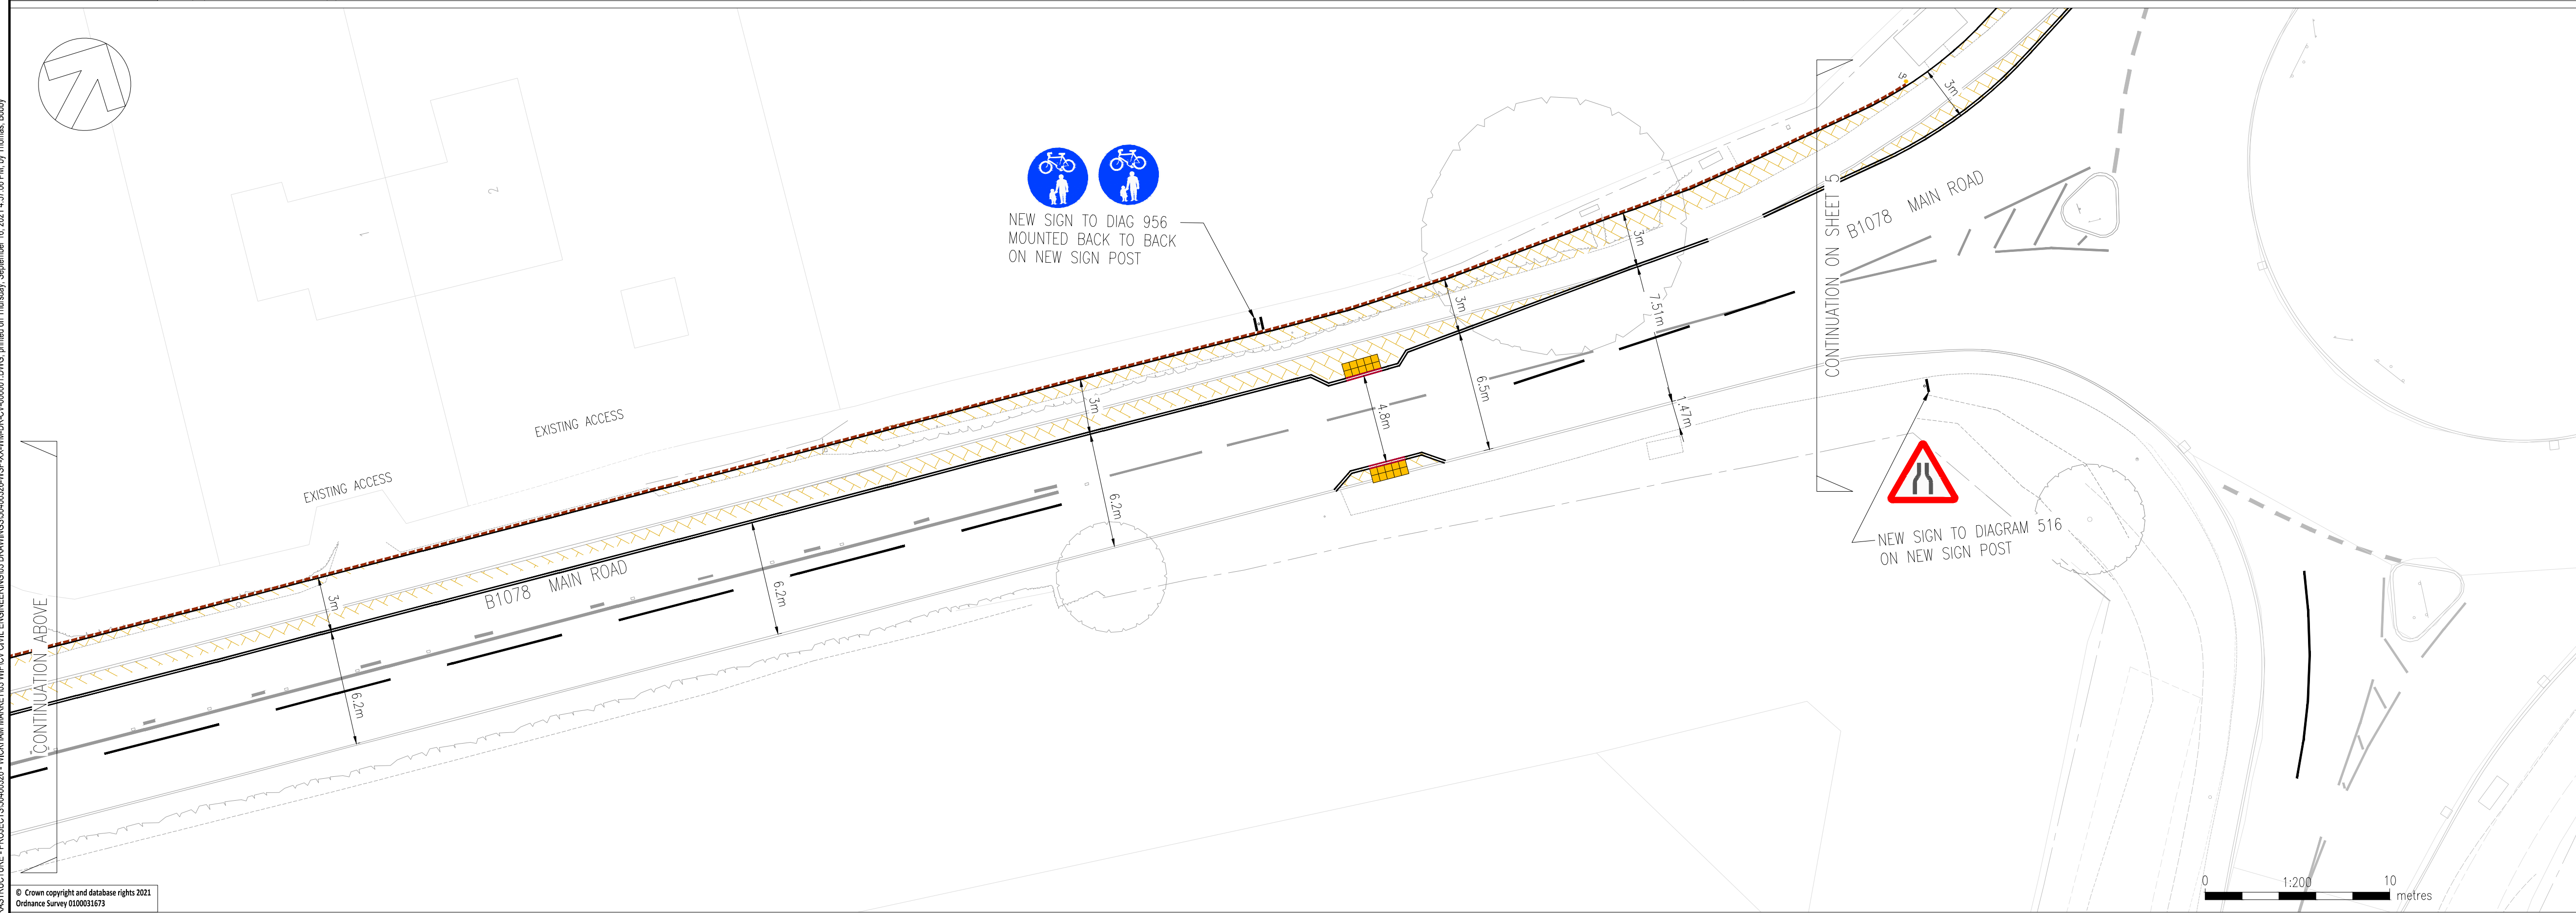 NEW SIGN TO DIAG 956
MOUNTED BACK TO BACK
ON NEW SIGN POST
1
2
EXISTING ACCESS
EXISTING ACCESS
B1078 MAIN ROAD
CONTINUATION ABOVE
3m
6.2m
6.2m
3m
6.2m
4.8m
3m
6.5m
3m
7.51m
1.47m
CONTINUATION ON SHEET 5
LP
3m
B1078 MAIN ROAD
NEW SIGN TO DIAGRAM 516
ON NEW SIGN POST
0 1:200 10
metres
© Crown copyright and database rights 2021
Ordnance Survey 0100031673